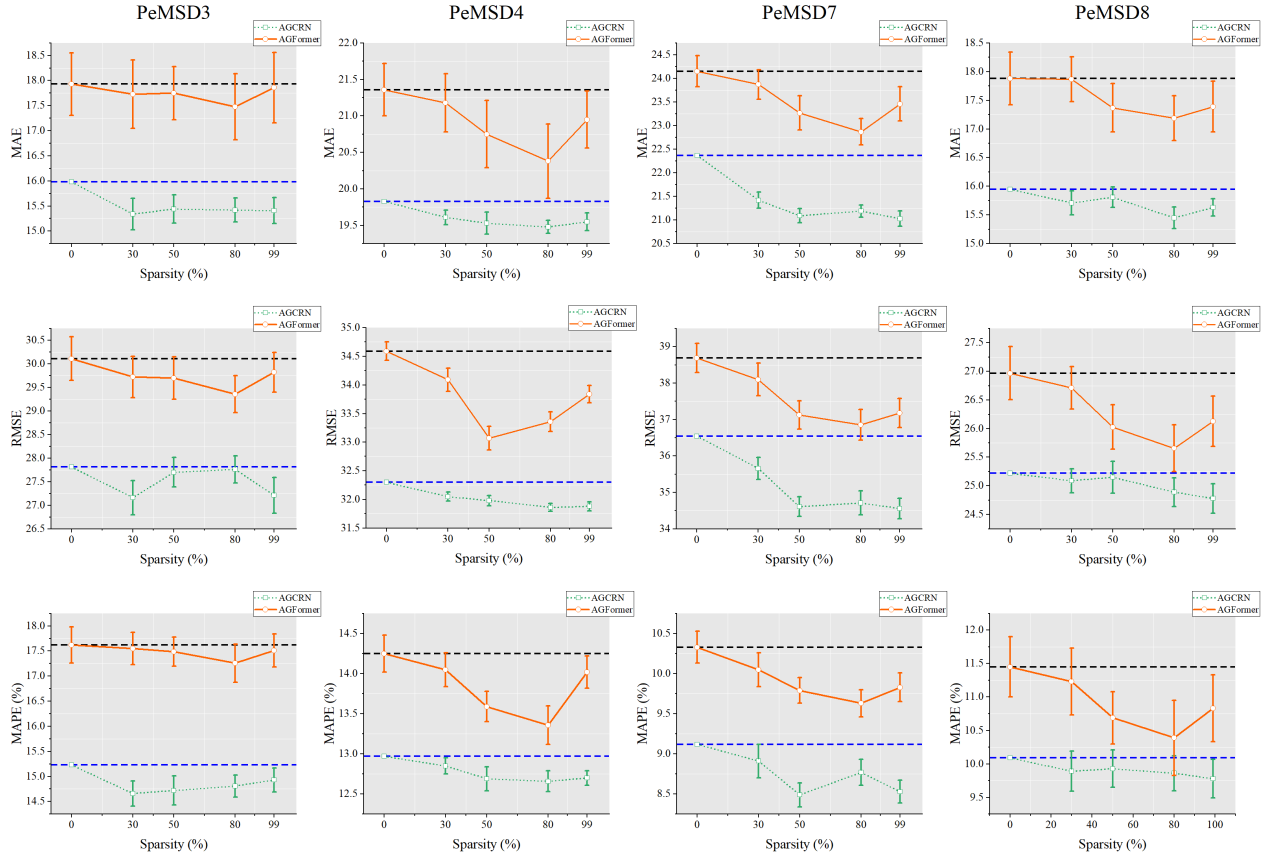 PeMSD3 PeMSD4 PeMSD7 PeMSD8
AGCRN
AGFormer
18.5
18.0
17.5
17.0
16.5
16.0
15.5
15.0
MAE
0 30 50 80 99
Sparsity (%)
AGCRN
AGFormer
22.0
21.5
21.0
20.5
20.0
19.5
MAE
0 30 50 80 99
Sparsity (%)
AGCRN
AGFormer
24.5
24.0
23.5
23.0
22.5
22.0
21.5
21.0
20.5
MAE
0 30 50 80 99
Sparsity (%)
AGCRN
AGFormer
18.5
18.0
17.5
17.0
16.5
16.0
15.5
15.0
MAE
0 30 50 80 99
Sparsity (%)
AGCRN
AGFormer
30.5
30.0
29.5
29.0
28.5
28.0
27.5
27.0
26.5
RMSE
0 30 50 80 99
Sparsity (%)
AGCRN
AGFormer
35.0
34.5
34.0
33.5
33.0
32.5
32.0
31.5
RMSE
0 30 50 80 99
Sparsity (%)
AGCRN
AGFormer
39
38
37
36
35
34
RMSE
0 30 50 80 99
Sparsity (%)
AGCRN
AGFormer
27.5
27.0
26.5
26.0
25.5
25.0
24.5
RMSE
0 30 50 80 99
Sparsity (%)
AGCRN
AGFormer
18.0
17.5
17.0
16.5
16.0
15.5
15.0
14.5
MAPE (%)
0 30 50 80 99
Sparsity (%)
AGCRN
AGFormer
14.5
14.0
13.5
13.0
12.5
MAPE (%)
0 30 50 80 99
Sparsity (%)
AGCRN
AGFormer
10.5
10.0
9.5
9.0
8.5
MAPE (%)
0 30 50 80 99
Sparsity (%)
AGCRN
AGFormer
12.0
11.5
11.0
10.5
10.0
9.5
MAPE (%)
0 20 40 60 80 100
Sparsity (%)